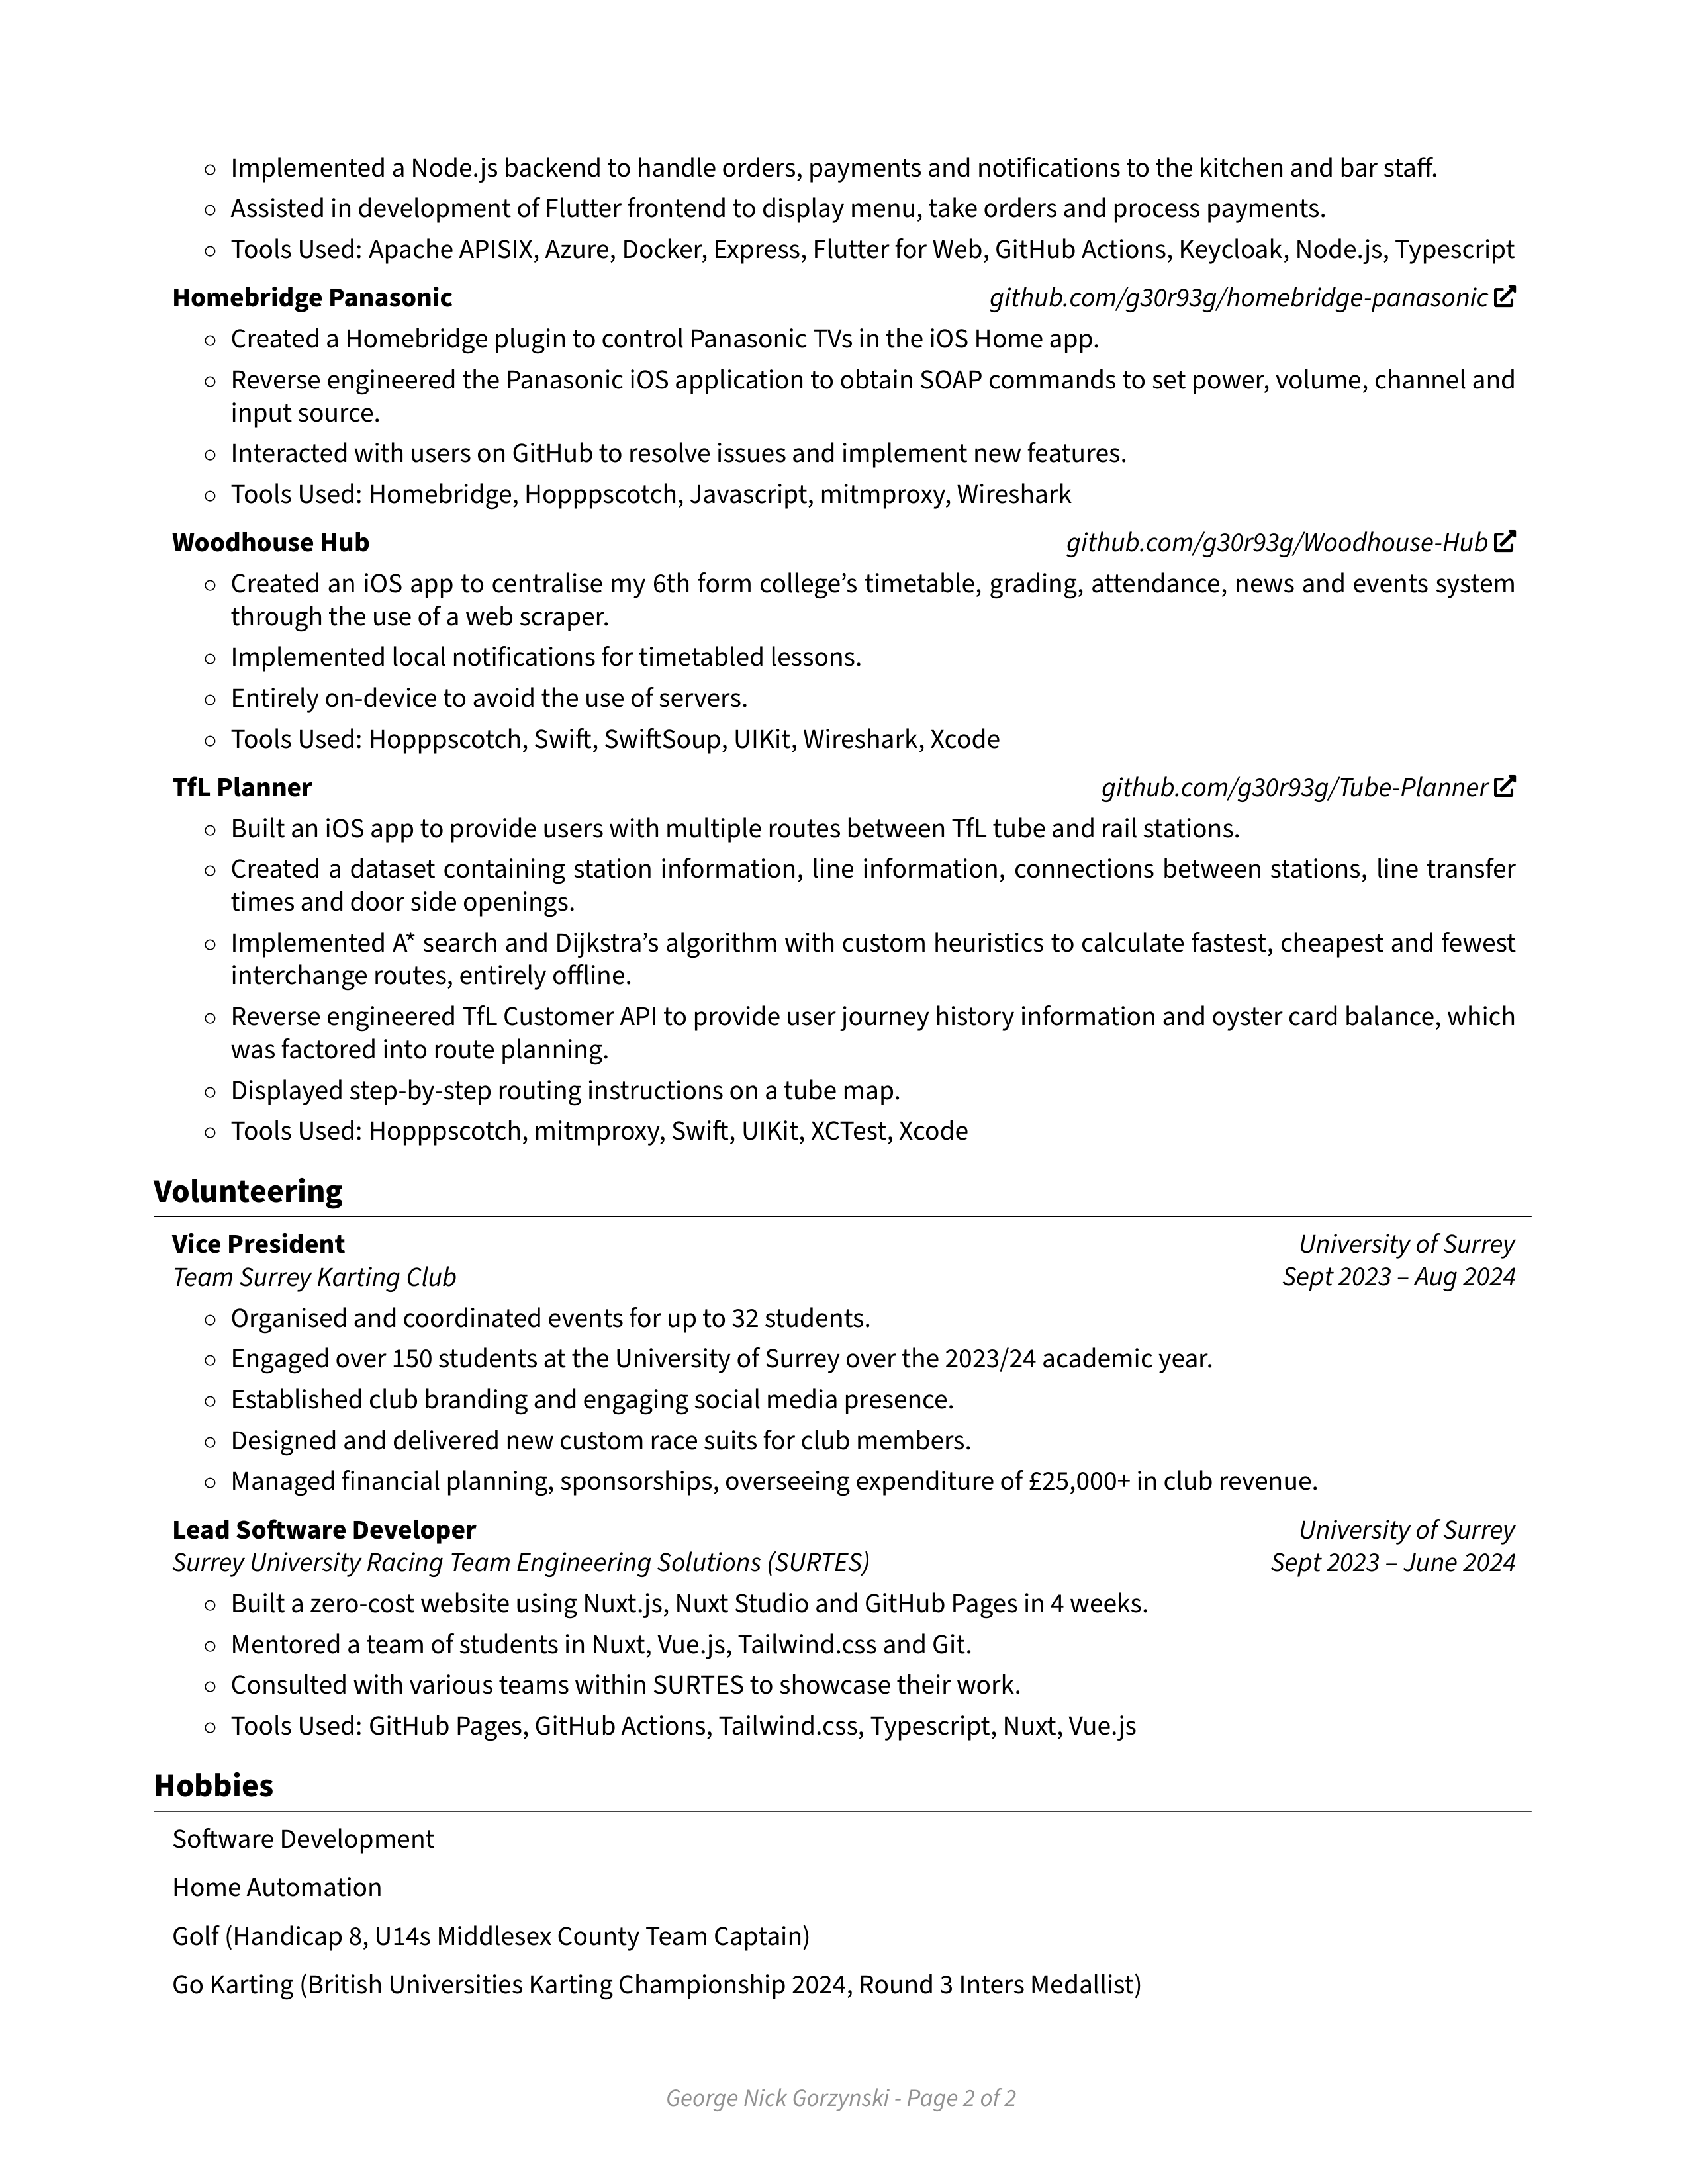 ○ Implemented a Node.js backend to handle orders, payments and notifications to the kitchen and bar staff.
○ Assisted in development of Flutter frontend to display menu, take orders and process payments.
○ Tools Used: Apache APISIX, Azure, Docker, Express, Flutter for Web, GitHub Actions, Keycloak, Node.js, Typescript
Homebridge Panasonic github.com/g30r93g/homebridge-panasonic
○ Created a Homebridge plugin to control Panasonic TVs in the iOS Home app.
○ Reverse engineered the Panasonic iOS application to obtain SOAP commands to set power, volume, channel and
input source.
○ Interacted with users on GitHub to resolve issues and implement new features.
○ Tools Used: Homebridge, Hopppscotch, Javascript, mitmproxy, Wireshark
Woodhouse Hub github.com/g30r93g/Woodhouse-Hub
○ Created an iOS app to centralise my 6th form college’s timetable, grading, attendance, news and events system
through the use of a web scraper.
○ Implemented local notifications for timetabled lessons.
○ Entirely on-device to avoid the use of servers.
○ Tools Used: Hopppscotch, Swift, SwiftSoup, UIKit, Wireshark, Xcode
TfL Planner github.com/g30r93g/Tube-Planner
○ Built an iOS app to provide users with multiple routes between TfL tube and rail stations.
○ Created a dataset containing station information, line information, connections between stations, line transfer
times and door side openings.
○ Implemented A* search and Dijkstra’s algorithm with custom heuristics to calculate fastest, cheapest and fewest
interchange routes, entirely offline.
○ Reverse engineered TfL Customer API to provide user journey history information and oyster card balance, which
was factored into route planning.
○ Displayed step-by-step routing instructions on a tube map.
○ Tools Used: Hopppscotch, mitmproxy, Swift, UIKit, XCTest, Xcode
Volunteering
Vice President University of Surrey
Team Surrey Karting Club Sept 2023 – Aug 2024
○ Organised and coordinated events for up to 32 students.
○ Engaged over 150 students at the University of Surrey over the 2023/24 academic year.
○ Established club branding and engaging social media presence.
○ Designed and delivered new custom race suits for club members.
○ Managed financial planning, sponsorships, overseeing expenditure of £25,000+ in club revenue.
Lead Software Developer University of Surrey
Surrey University Racing Team Engineering Solutions (SURTES) Sept 2023 – June 2024
○ Built a zero-cost website using Nuxt.js, Nuxt Studio and GitHub Pages in 4 weeks.
○ Mentored a team of students in Nuxt, Vue.js, Tailwind.css and Git.
○ Consulted with various teams within SURTES to showcase their work.
○ Tools Used: GitHub Pages, GitHub Actions, Tailwind.css, Typescript, Nuxt, Vue.js
Hobbies
Software Development
Home Automation
Golf (Handicap 8, U14s Middlesex County Team Captain)
Go Karting (British Universities Karting Championship 2024, Round 3 Inters Medallist)
George Nick Gorzynski - Page 2 of 2